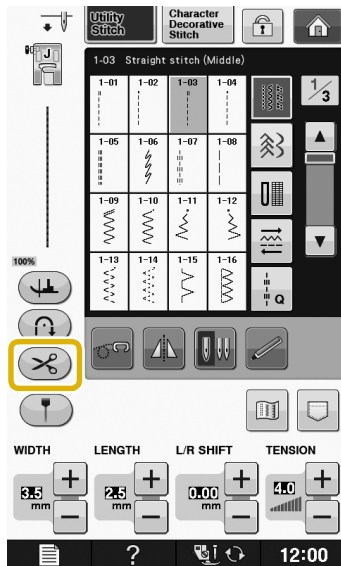 Utility
Stitch
Character
Decorative
Stitch
J
1-03 Straight stitch (Middle)
1-01 1-02 1-03 1-04
1/3
1-05 1-06 1-07 1-08
1-09 1-10 1-11 1-12
1-13 1-14 1-15 1-16
100%
Q
WIDTH LENGTH L/R SHIFT TENSION
3.5 mm 2.5 mm 0.00 mm 4.0
+ + + +
− − − −
? i 12:00